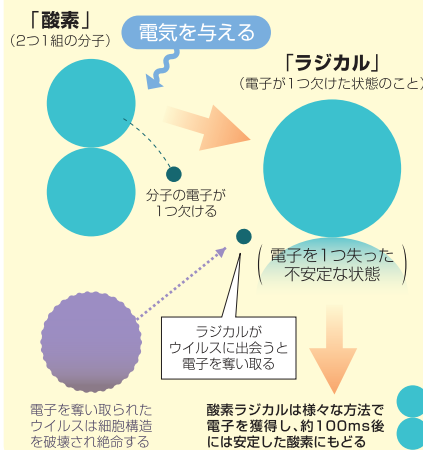 「酸素」
（2つ1組の分子）
電気を与える
「ラジカル」
（電子が1つ欠けた状態のこと）
分子の電子が
1つ欠ける
（電子を1つ失った
不安定な状態）
ラジカルが
ウイルスに出会うと
電子を奪い取る
電子を奪い取られた
ウイルスは細胞構造
を破壊され絶命する
酸素ラジカルは様々な方法で
電子を獲得し、約100ms後
には安定した酸素にもどる